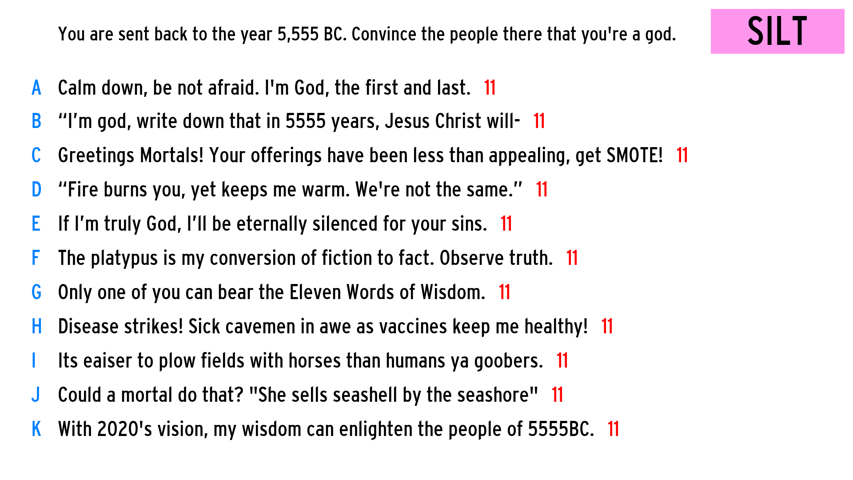 You are sent back to the year 5,555 BC. Convince the people there that you're a god.
SILT
A Calm down, be not afraid. I'm God, the first and last. 11
B “I’m god, write down that in 5555 years, Jesus Christ will- 11
C Greetings Mortals! Your offerings have been less than appealing, get SMOTE! 11
D “Fire burns you, yet keeps me warm. We're not the same.” 11
E If I’m truly God, I’ll be eternally silenced for your sins. 11
F The platypus is my conversion of fiction to fact. Observe truth. 11
G Only one of you can bear the Eleven Words of Wisdom. 11
H Disease strikes! Sick cavemen in awe as vaccines keep me healthy! 11
I Its eaiser to plow fields with horses than humans ya goobers. 11
J Could a mortal do that? "She sells seashell by the seashore" 11
K With 2020's vision, my wisdom can enlighten the people of 5555BC. 11